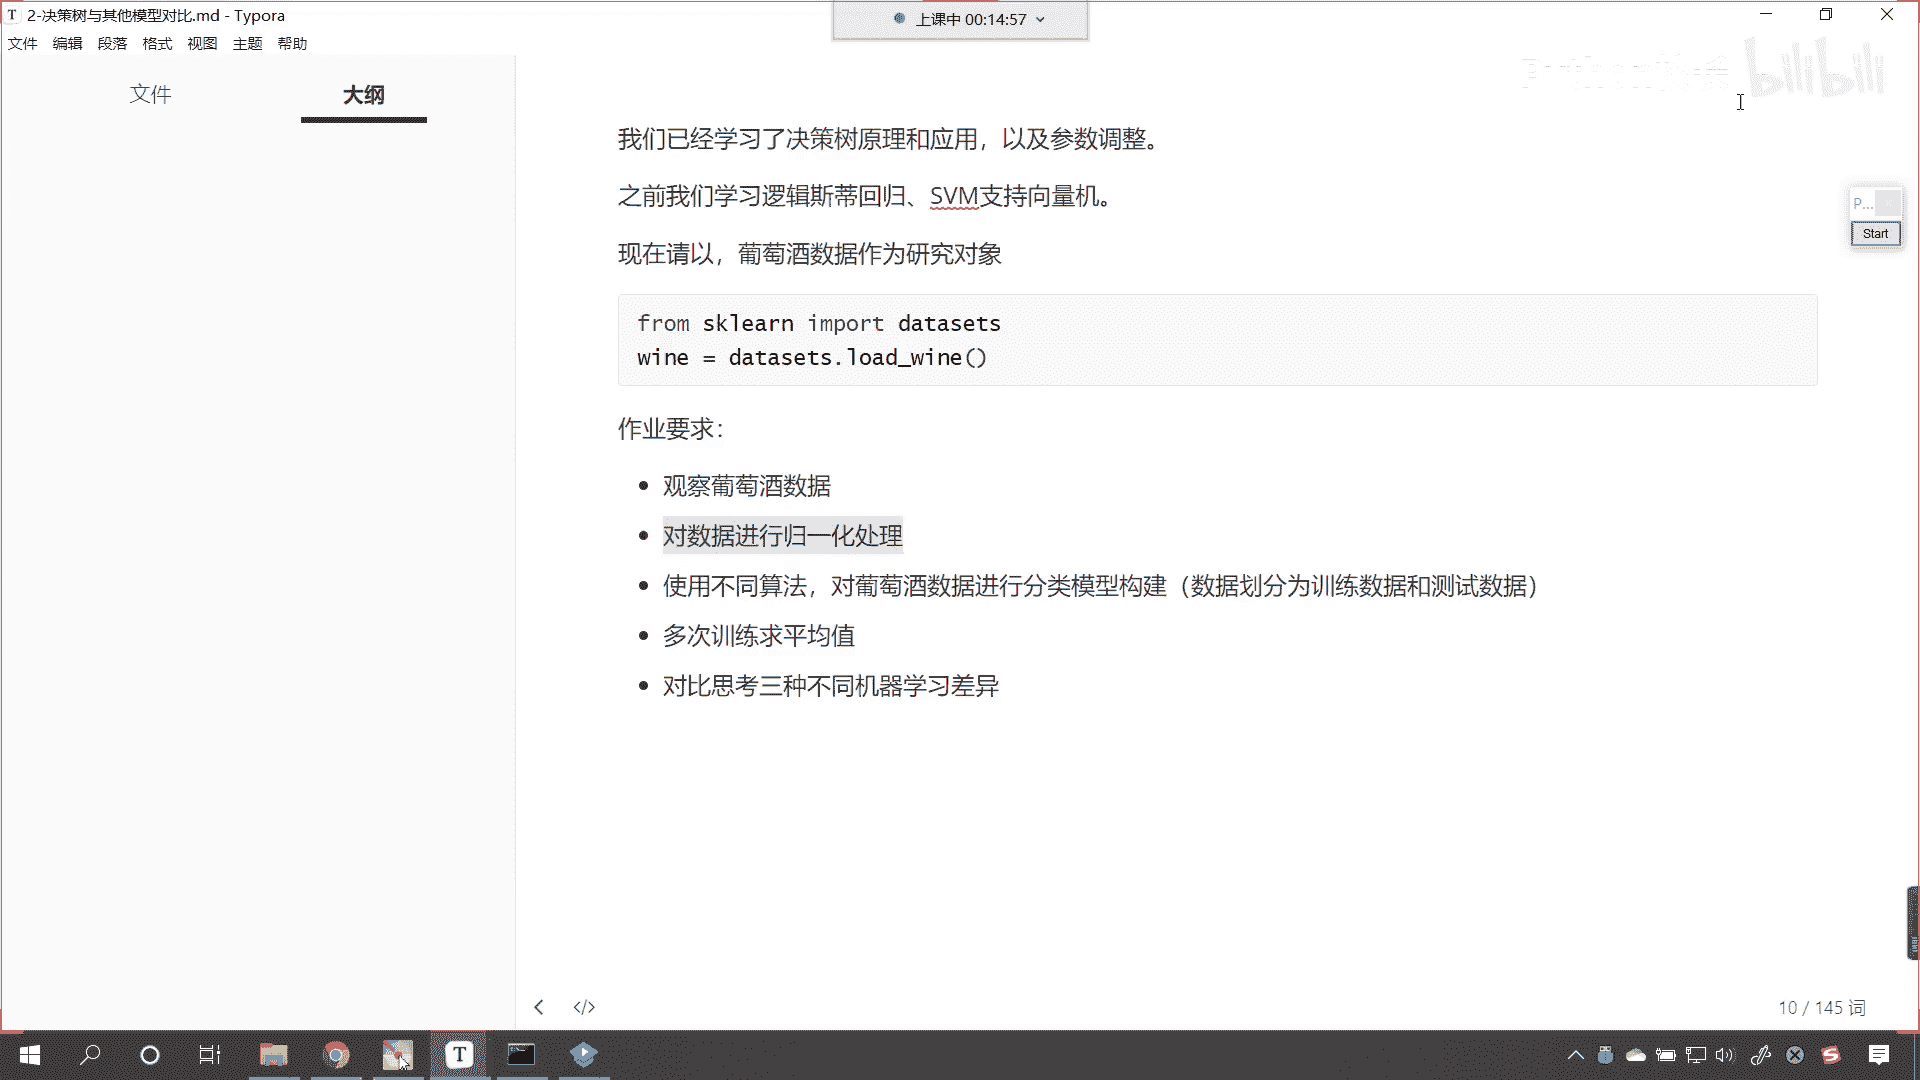 2-决策树与其他模型对比.md - Typora
上课中 00:14:57
文件 编辑 段落 格式 视图 主题 帮助
bilibili
文件 大纲
我们已经学习了决策树原理和应用，以及参数调整。
之前我们学习逻辑斯蒂回归、SVM支持向量机。
P...
Start
现在请以，葡萄酒数据作为研究对象
from sklearn import datasets
wine = datasets.load_wine()
作业要求：
观察葡萄酒数据
对数据进行归一化处理
使用不同算法，对葡萄酒数据进行分类模型构建（数据划分为训练数据和测试数据）
多次训练求平均值
对比思考三种不同机器学习差异
10 / 145 词